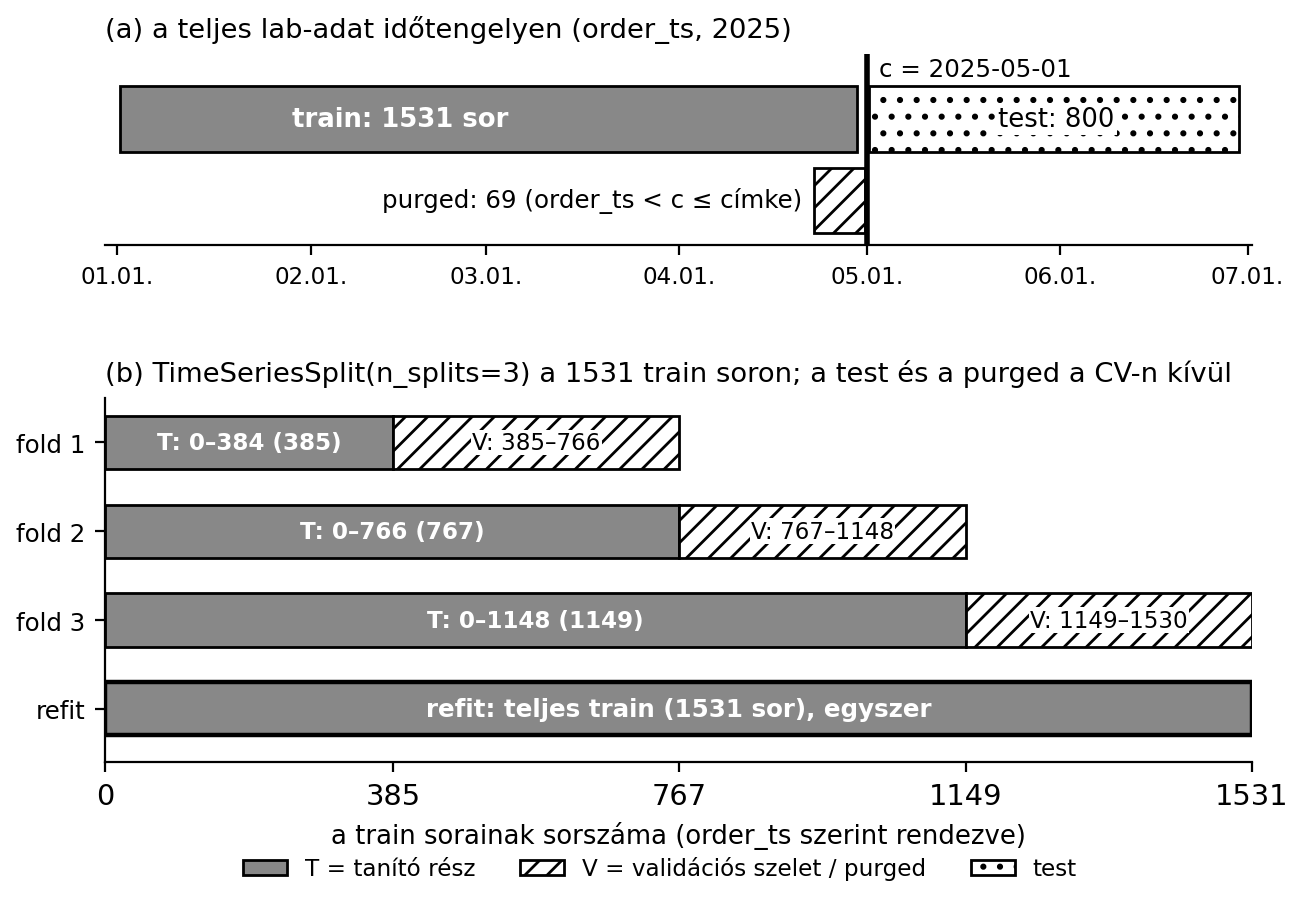 (a) a teljes lab-adat időtengelyen (order_ts, 2025)
c = 2025-05-01
train: 1531 sor
test: 800
purged: 69 (order_ts < c ≤ címke)
01.01. 02.01. 03.01. 04.01. 05.01. 06.01. 07.01.
(b) TimeSeriesSplit(n_splits=3) a 1531 train soron; a test és a purged a CV-n kívül
fold 1 T: 0–384 (385) V: 385–766
fold 2 T: 0–766 (767) V: 767–1148
fold 3 T: 0–1148 (1149) V: 1149–1530
refit refit: teljes train (1531 sor), egyszer
0 385 767 1149 1531
a train sorainak sorszáma (order_ts szerint rendezve)
T = tanító rész V = validációs szelet / purged test